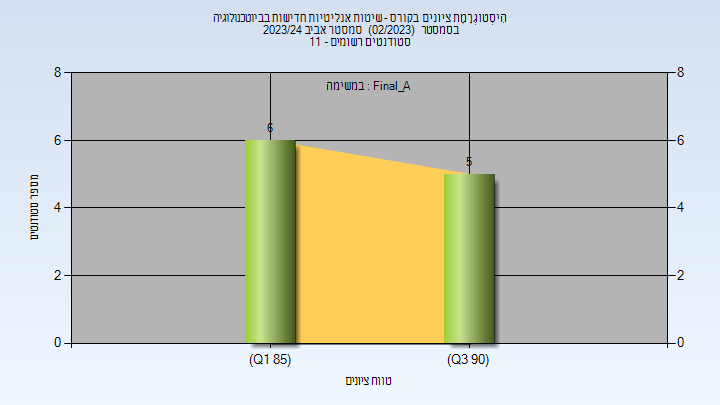 הִיסְטוֹגְרָמַת ציונים בקורס - שיטות אנליטיות חדישות בביוטכנולוגיה
בסמסטר (02/2023) סמסטר אביב 2023/24
סטודנטים רשומים - 11
במשימה : Final_A
8 8
6
6 6
5
מספר סטודנטים
4 4
2 2
0 0
(Q1 85) (Q3 90)
טווח ציונים